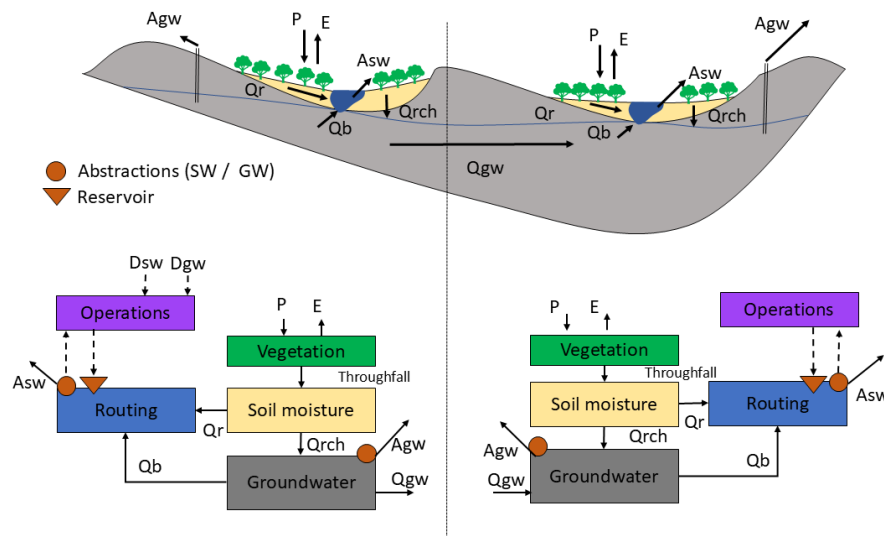 Agw
P
E
Asw
Qr
Qrch
Qb
Agw
P
E
Asw
Qr
Qrch
Qb
Qgw
Abstractions (SW / GW)
Reservoir
Dsw
Dgw
Operations
P
E
Vegetation
Throughfall
Asw
Routing
Soil moisture
Qr
Qrch
Agw
Qb
Groundwater
Qgw
P
E
Operations
Vegetation
Throughfall
Soil moisture
Routing
Asw
Qr
Qrch
Agw
Qb
Qgw
Groundwater